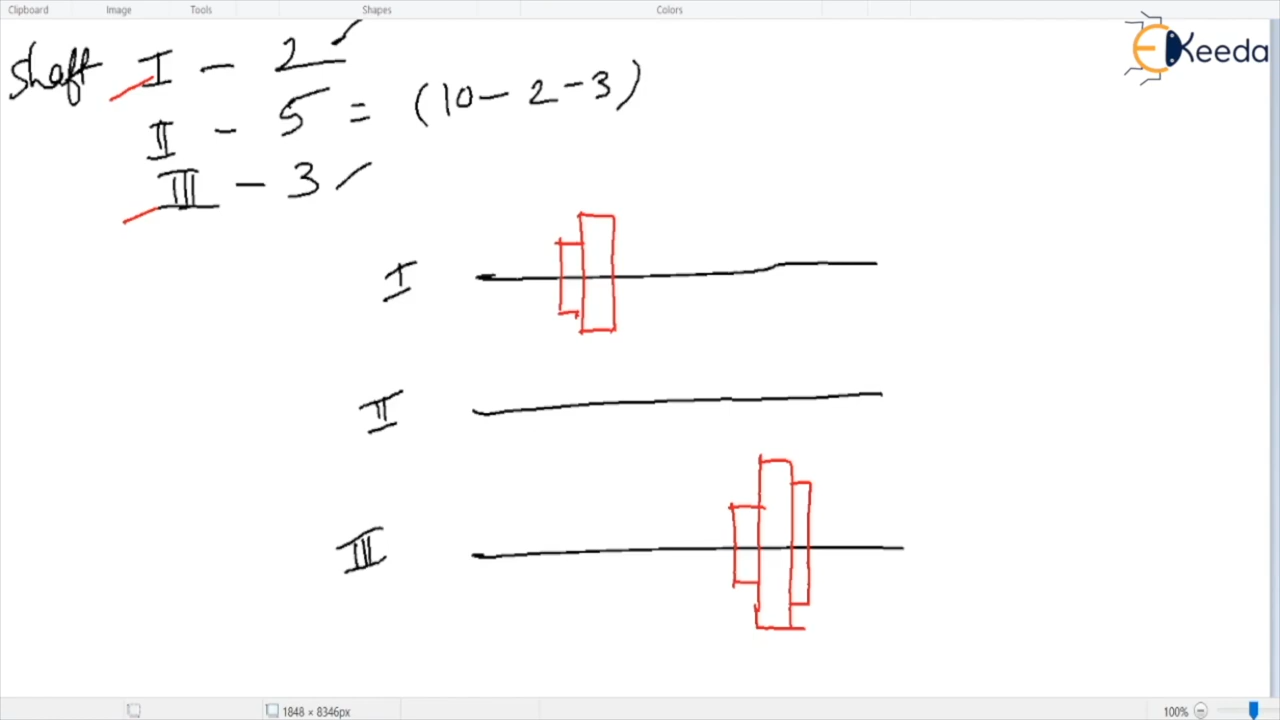 Clipboard Image Tools Shapes Colors
EKeeda
Shaft I - 2
II - 5 = (10 - 2 - 3)
III - 3
I
II
III
1848 × 8346px 100%